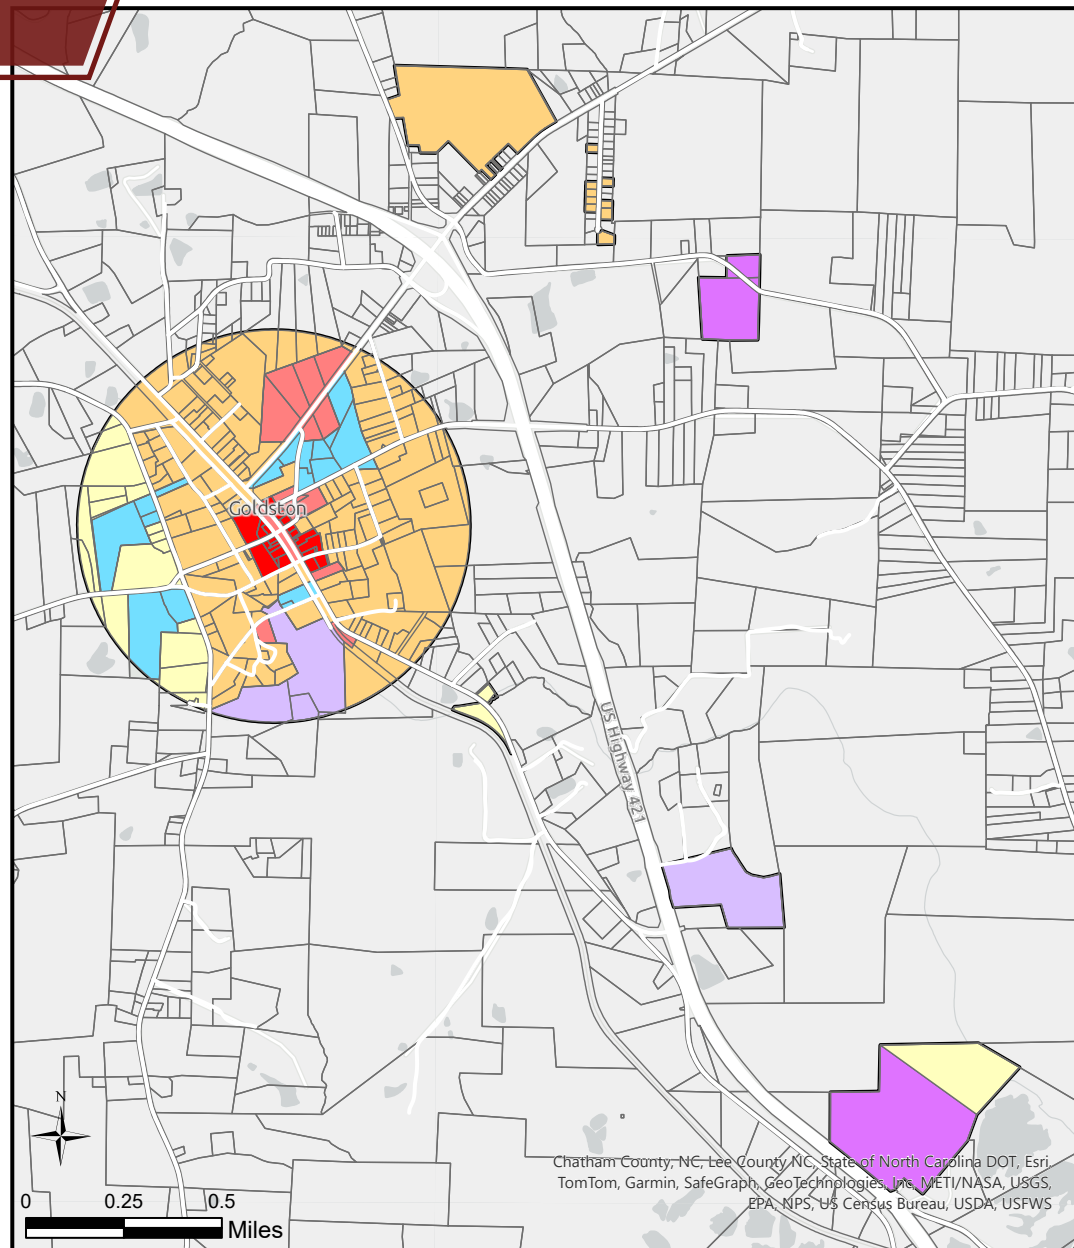 Goldston
US Highway 421
N
Chatham County, NC, Lee County NC, State of North Carolina DOT, Esri,
TomTom, Garmin, SafeGraph, GeoTechnologies, Inc, METI/NASA, USGS,
EPA, NPS, US Census Bureau, USDA, USFWS
0 0.25 0.5
Miles